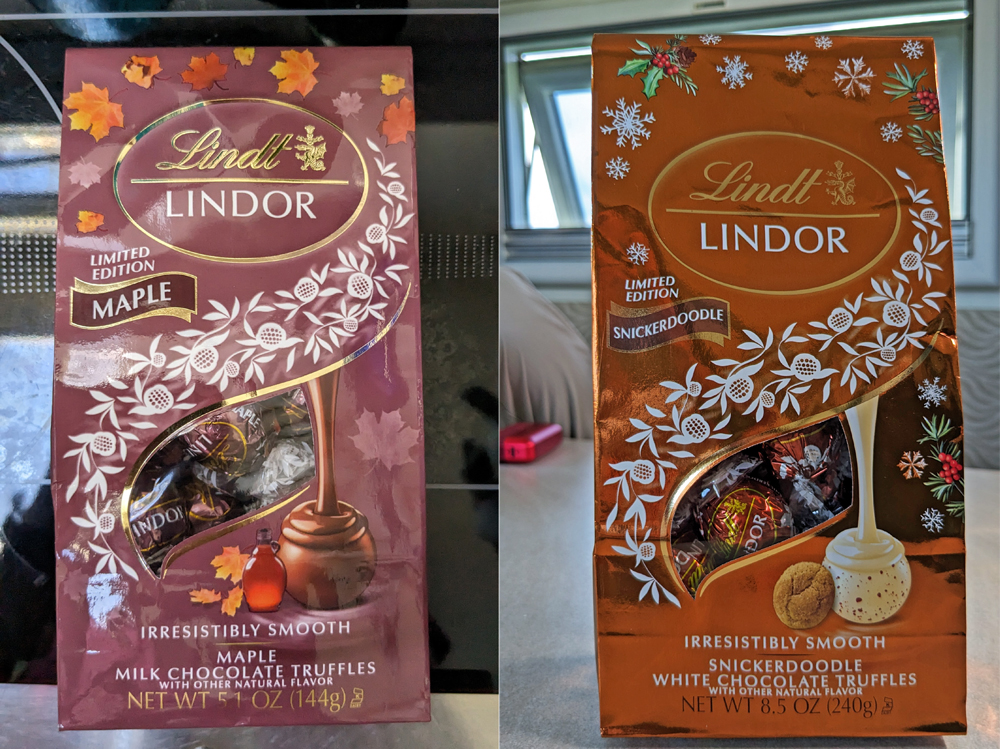 Lindt
LINDOR
LIMITED
EDITION
MAPLE
LINDOR
IRRESISTIBLY SMOOTH
MAPLE
MILK CHOCOLATE TRUFFLES
WITH OTHER NATURAL FLAVOR
NET WT 5.1 OZ (144g)
Lindt
LINDOR
LIMITED
EDITION
SNICKERDOODLE
LINDOR
IRRESISTIBLY SMOOTH
SNICKERDOODLE
WHITE CHOCOLATE TRUFFLES
WITH OTHER NATURAL FLAVOR
NET WT 8.5 OZ (240g)